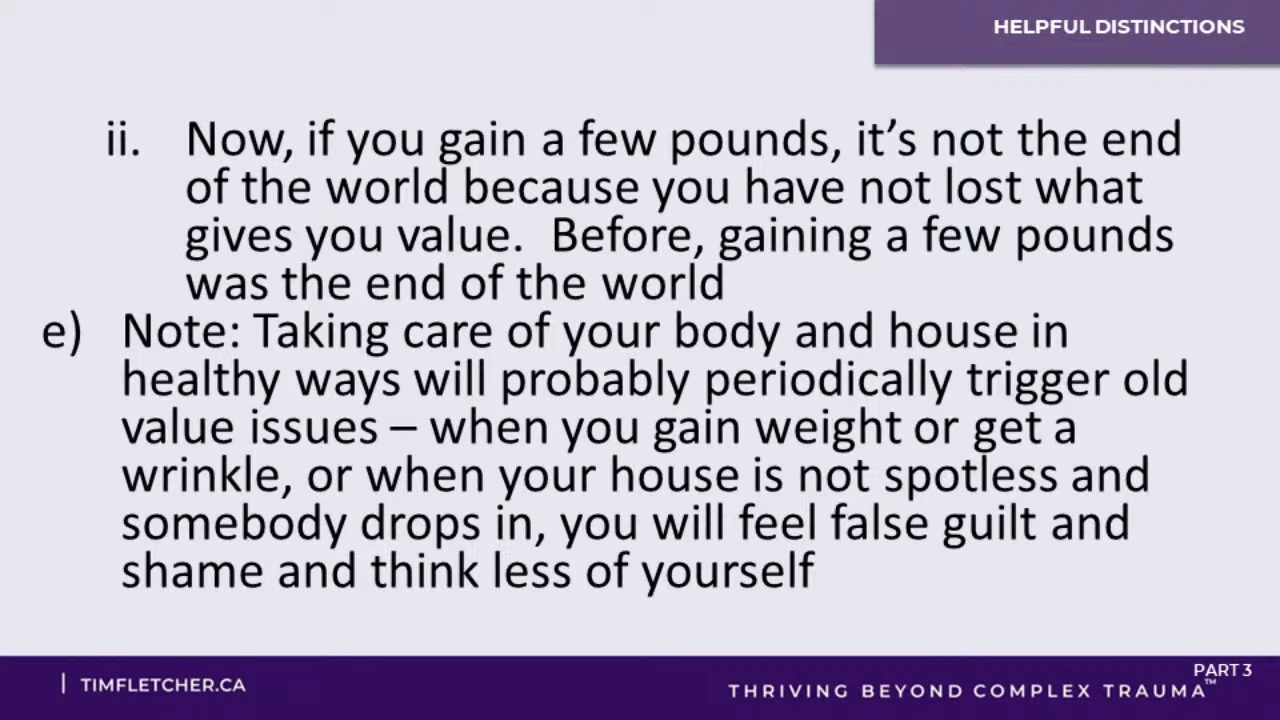 HELPFUL DISTINCTIONS
ii. Now, if you gain a few pounds, it’s not the end
of the world because you have not lost what
gives you value.  Before, gaining a few pounds
was the end of the world
e) Note: Taking care of your body and house in
healthy ways will probably periodically trigger old
value issues – when you gain weight or get a
wrinkle, or when your house is not spotless and
somebody drops in, you will feel false guilt and
shame and think less of yourself
PART 3
| TIMFLETCHER.CA
THRIVING BEYOND COMPLEX TRAUMA™